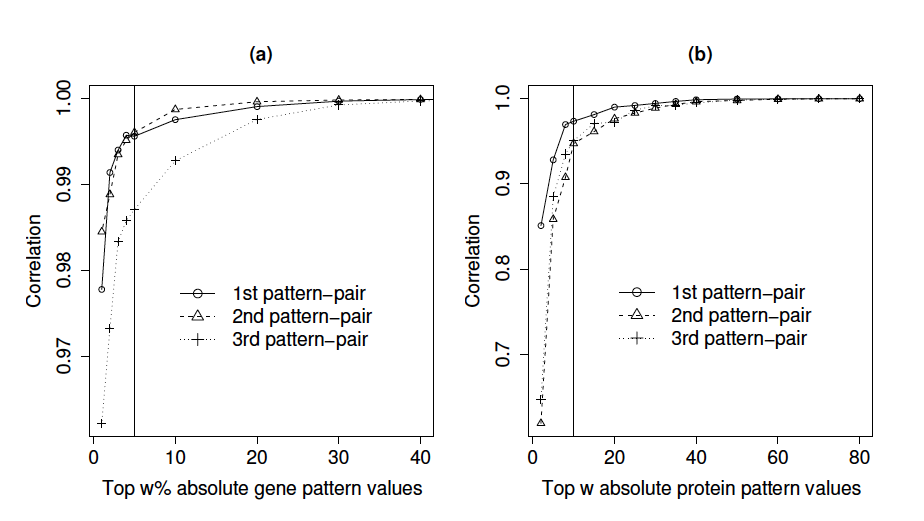 (a)
1.00
0.99
0.98
0.97
Correlation
1st pattern−pair
2nd pattern−pair
3rd pattern−pair
0 10 20 30 40
Top w% absolute gene pattern values
(b)
1.0
0.9
0.8
0.7
Correlation
1st pattern−pair
2nd pattern−pair
3rd pattern−pair
0 20 40 60 80
Top w absolute protein pattern values